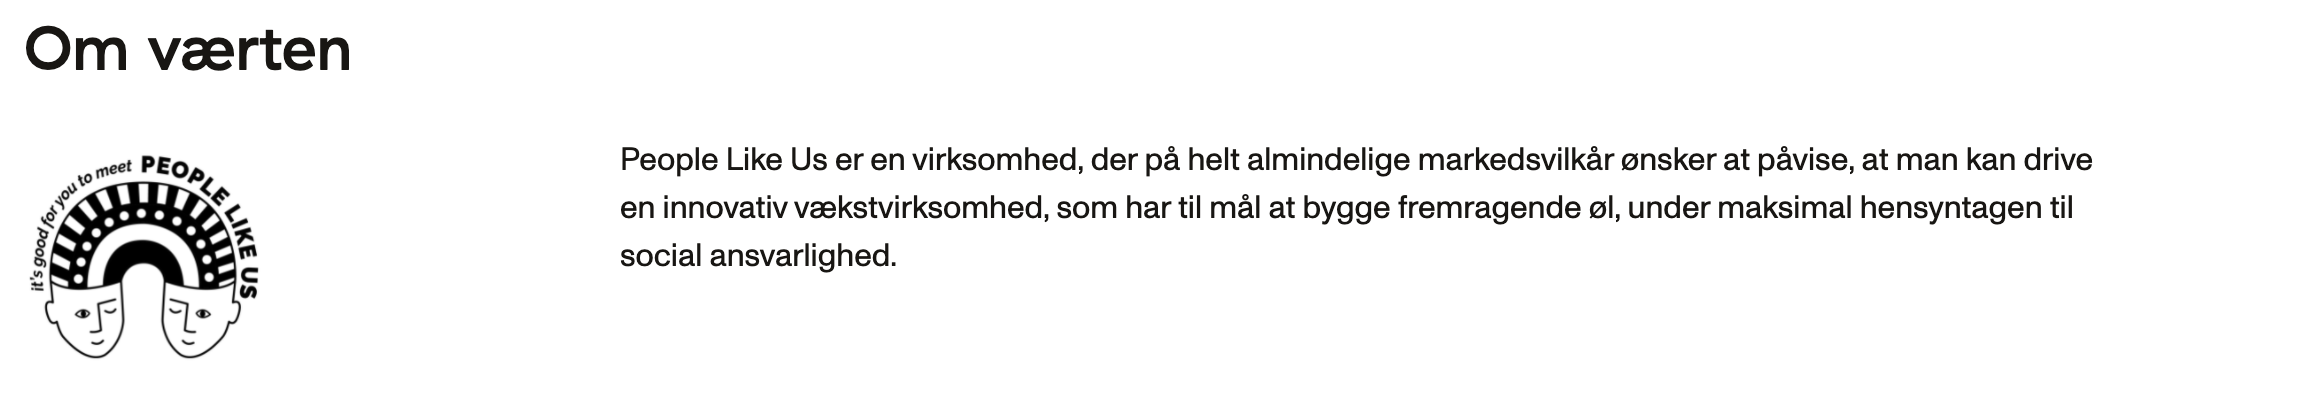 Om værten
it's good for you to meet PEOPLE LIKE US
People Like Us er en virksomhed, der på helt almindelige markedsvilkår ønsker at påvise, at man kan drive
en innovativ vækstvirksomhed, som har til mål at bygge fremragende øl, under maksimal hensyntagen til
social ansvarlighed.